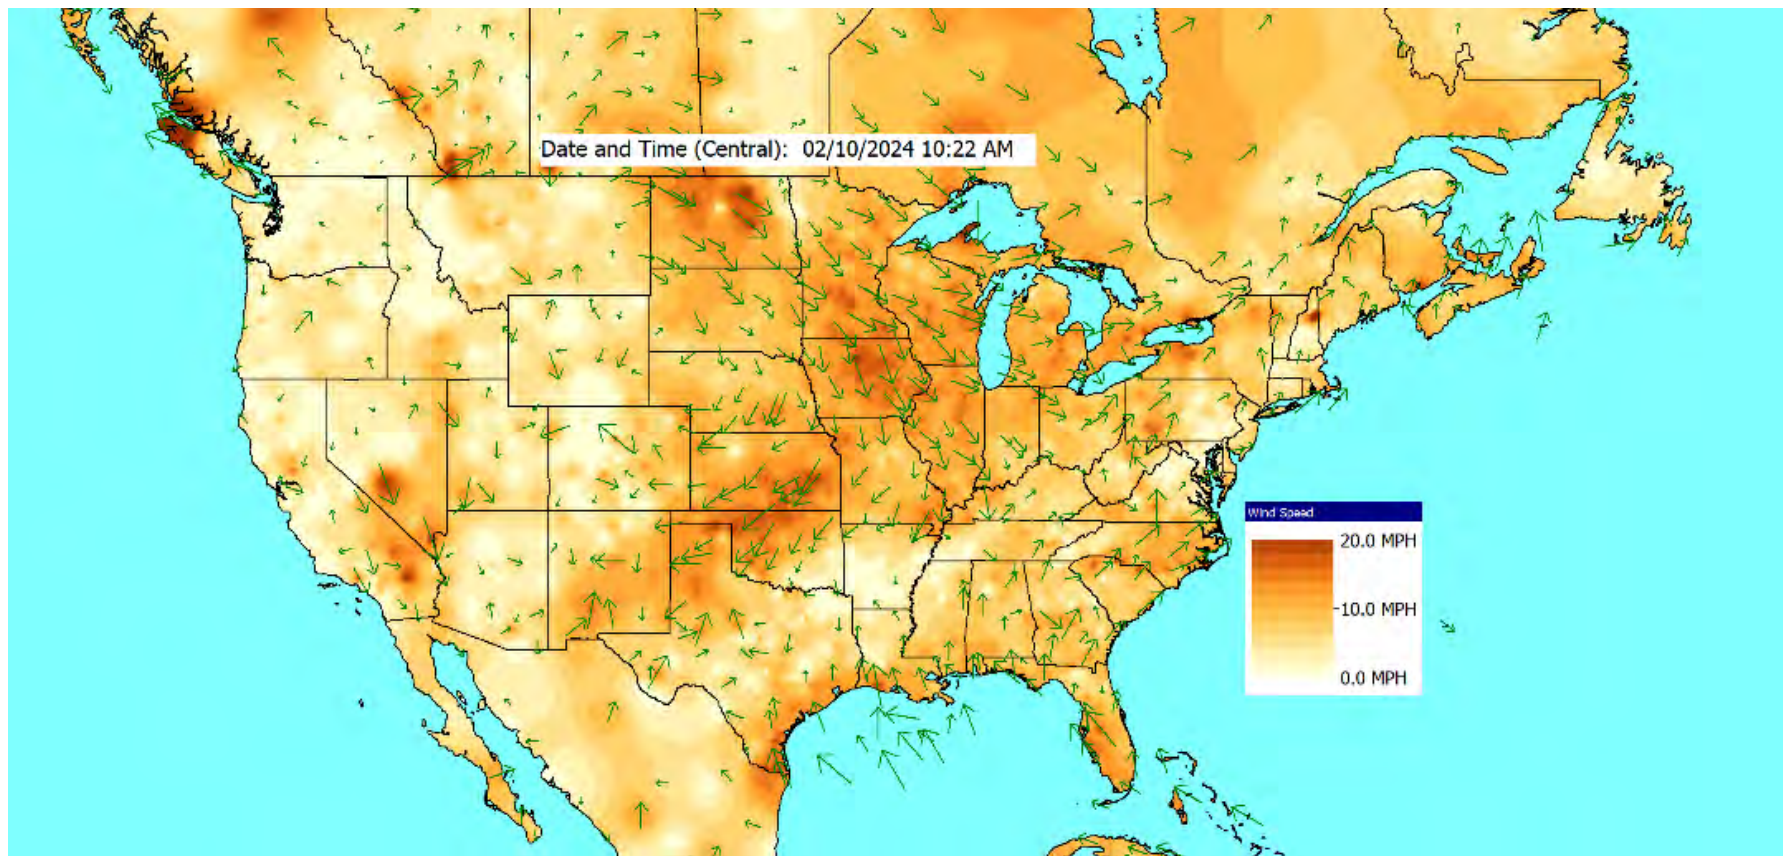 Date and Time (Central): 02/10/2024 10:22 AM
Wind Speed
20.0 MPH
10.0 MPH
0.0 MPH